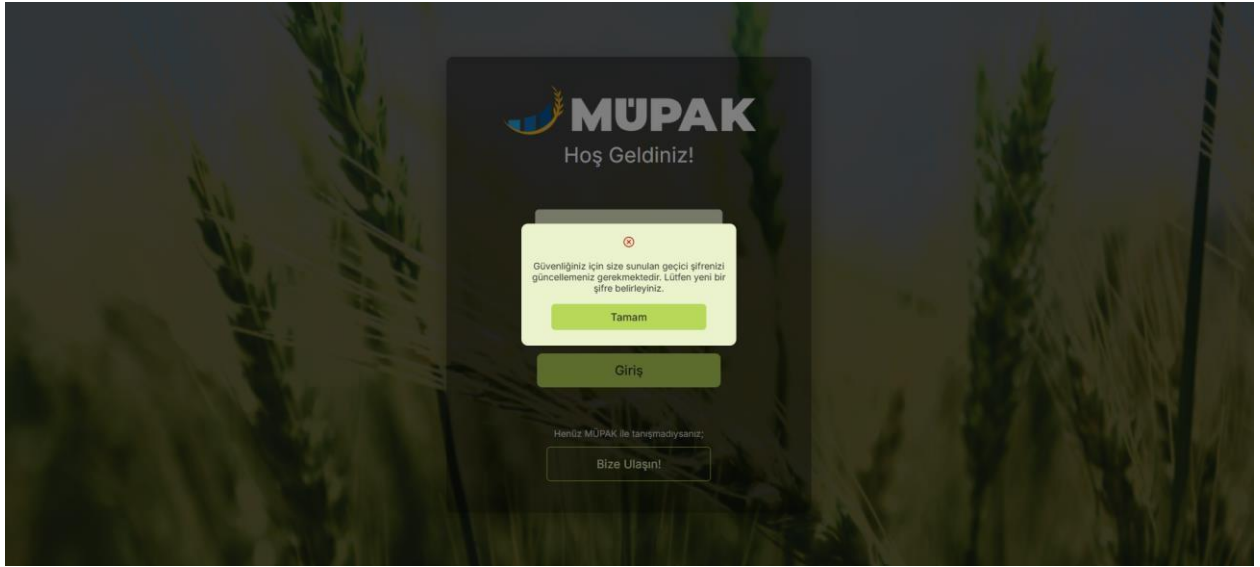 MÜPAK
Hoş Geldiniz!
Güvenliğiniz için size sunulan geçici şifrenizi
güncellemeniz gerekmektedir. Lütfen yeni bir
şifre belirleyiniz.
Tamam
Giriş
Henüz MÜPAK ile tanışmadıysanız;
Bize Ulaşın!